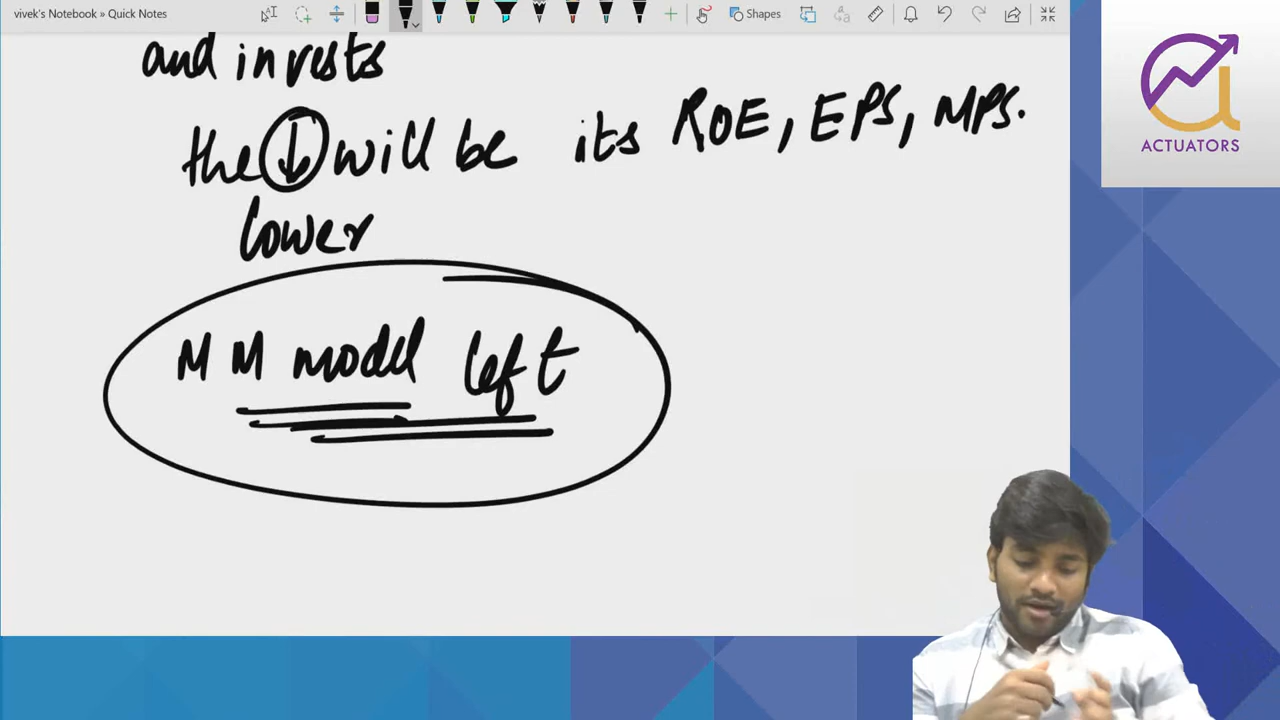 vivek's Notebook » Quick Notes
Shapes
and invests
the ↓ will be its ROE, EPS, MPS.
lower
MM model left
ACTUATORS